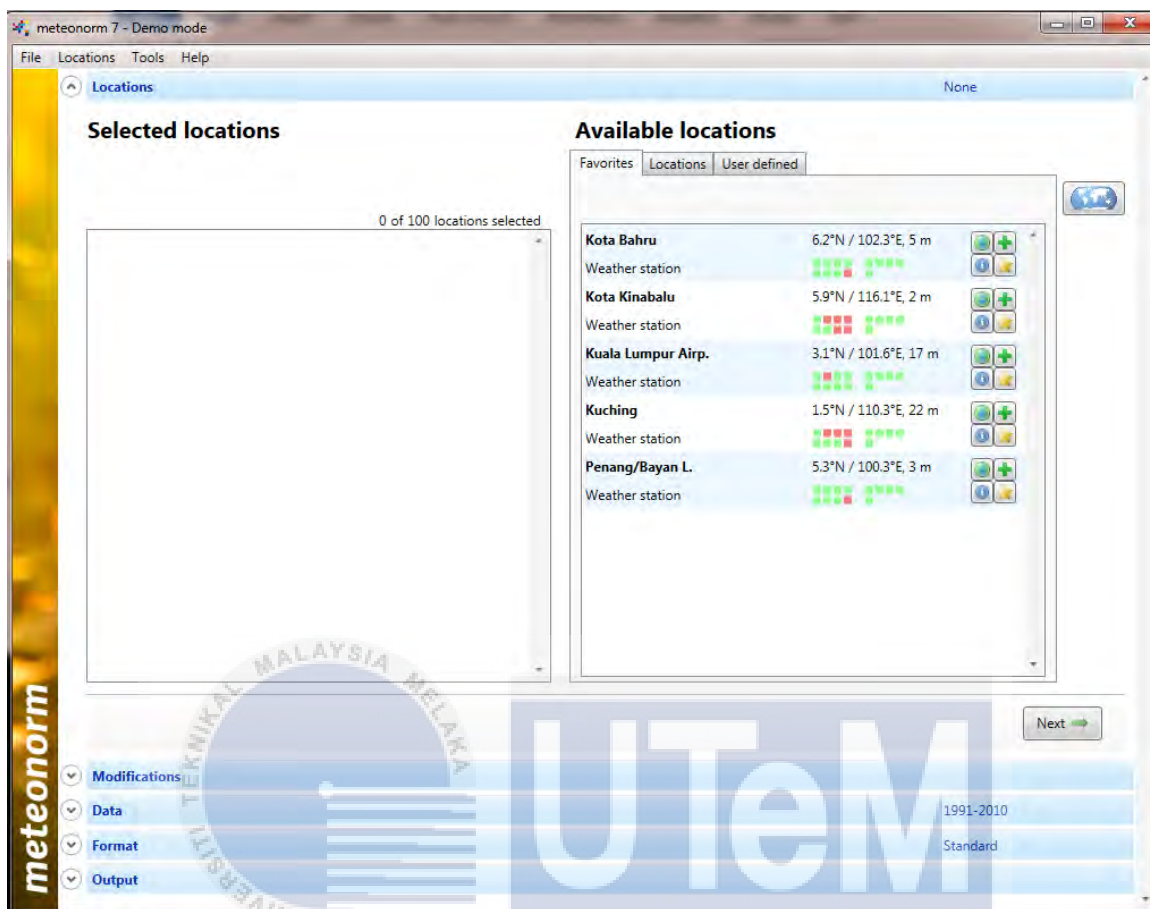 meteonorm 7 - Demo mode
File Locations Tools Help
Locations None
Selected locations
Available locations
Favorites Locations User defined
0 of 100 locations selected
Kota Bahru 6.2°N / 102.3°E, 5 m
Weather station
Kota Kinabalu 5.9°N / 116.1°E, 2 m
Weather station
Kuala Lumpur Airp. 3.1°N / 101.6°E, 17 m
Weather station
Kuching 1.5°N / 110.3°E, 22 m
Weather station
Penang/Bayan L. 5.3°N / 100.3°E, 3 m
Weather station
Next
Modifications
Data 1991-2010
Format Standard
Output
meteonorm
UNIVERSITI TEKNIKAL MALAYSIA MELAKA
UTeM